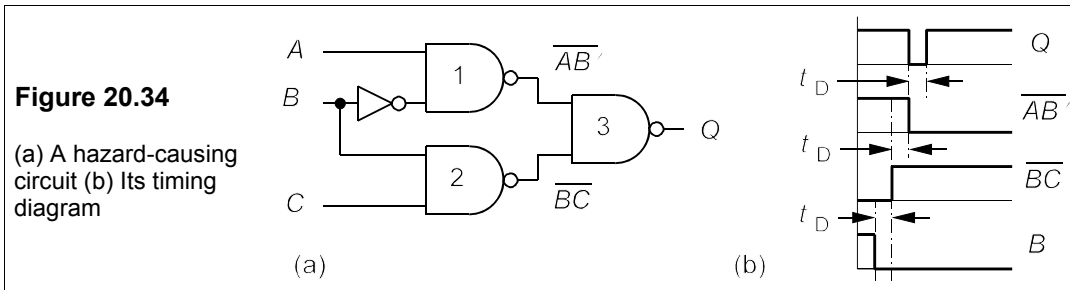 Figure 20.34
(a) A hazard-causing
circuit (b) Its timing
diagram
A
B
C
1
2
3
AB′
BC
Q
(a)
Q
t D
AB′
t D
BC
t D
B
(b)